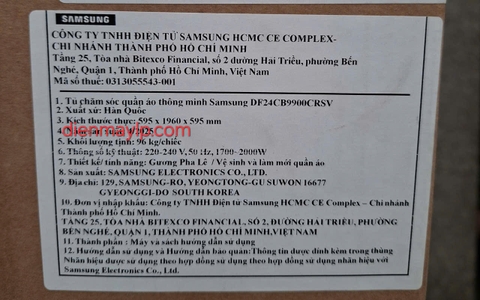 SAMSUNG
CÔNG TY TNHH ĐIỆN TỬ SAMSUNG HCMC CE COMPLEX-
CHI NHÁNH THÀNH PHỐ HỒ CHÍ MINH
Tầng 25, Tòa nhà Bitexco Financial, số 2 đường Hai Triều, phường Bến
Nghé, Quận 1, Thành phố Hồ Chí Minh, Việt Nam
Mã số thuế: 0313055543-001
1. Tủ chăm sóc quần áo thông minh Samsung DF24CB9900CRSV
2. Xuất xứ: Hàn Quốc
3. Kích thước thực: 595 x 1960 x 595 mm
dienmaylp.com
4. 9/2025
5. Khối lượng tịnh: 96 kg/chiếc
6. Thông số kỹ thuật: 220-240 V, 50 Hz, 1700-2000W
7. Thiết kế/ tính năng: Gương Pha Lê / Vệ sinh và làm mới quần áo
8. Sản xuất: SAMSUNG ELECTRONICS CO., LTD.
9. Địa chỉ: 129, SAMSUNG-RO, YEONGTONG-GU SUWON 16677
GYEONGGI-DO SOUTH KOREA
10. Đơn vị nhập khẩu: Công ty TNHH Điện tử Samsung HCMC CE Complex – Chi nhánh
Thành phố Hồ Chí Minh.
TẦNG 25, TÒA NHÀ BITEXCO FINANCIAL, SỐ 2, ĐƯỜNG HAI TRIỀU, PHƯỜNG
BẾN NGHÉ, QUẬN 1, THÀNH PHỐ HỒ CHÍ MINH,VIỆT NAM
11. Thành phần: Máy và sách hướng dẫn sử dụng
12. Hướng dẫn sử dụng và Hướng dẫn bảo quản:Thông tin được đính kèm trong thùng
Nhãn hiệu được sử dụng theo hợp đồng sử dụng theo hợp đồng sử dụng nhãn hiệu với
Samsung Electronics Co., Ltd.